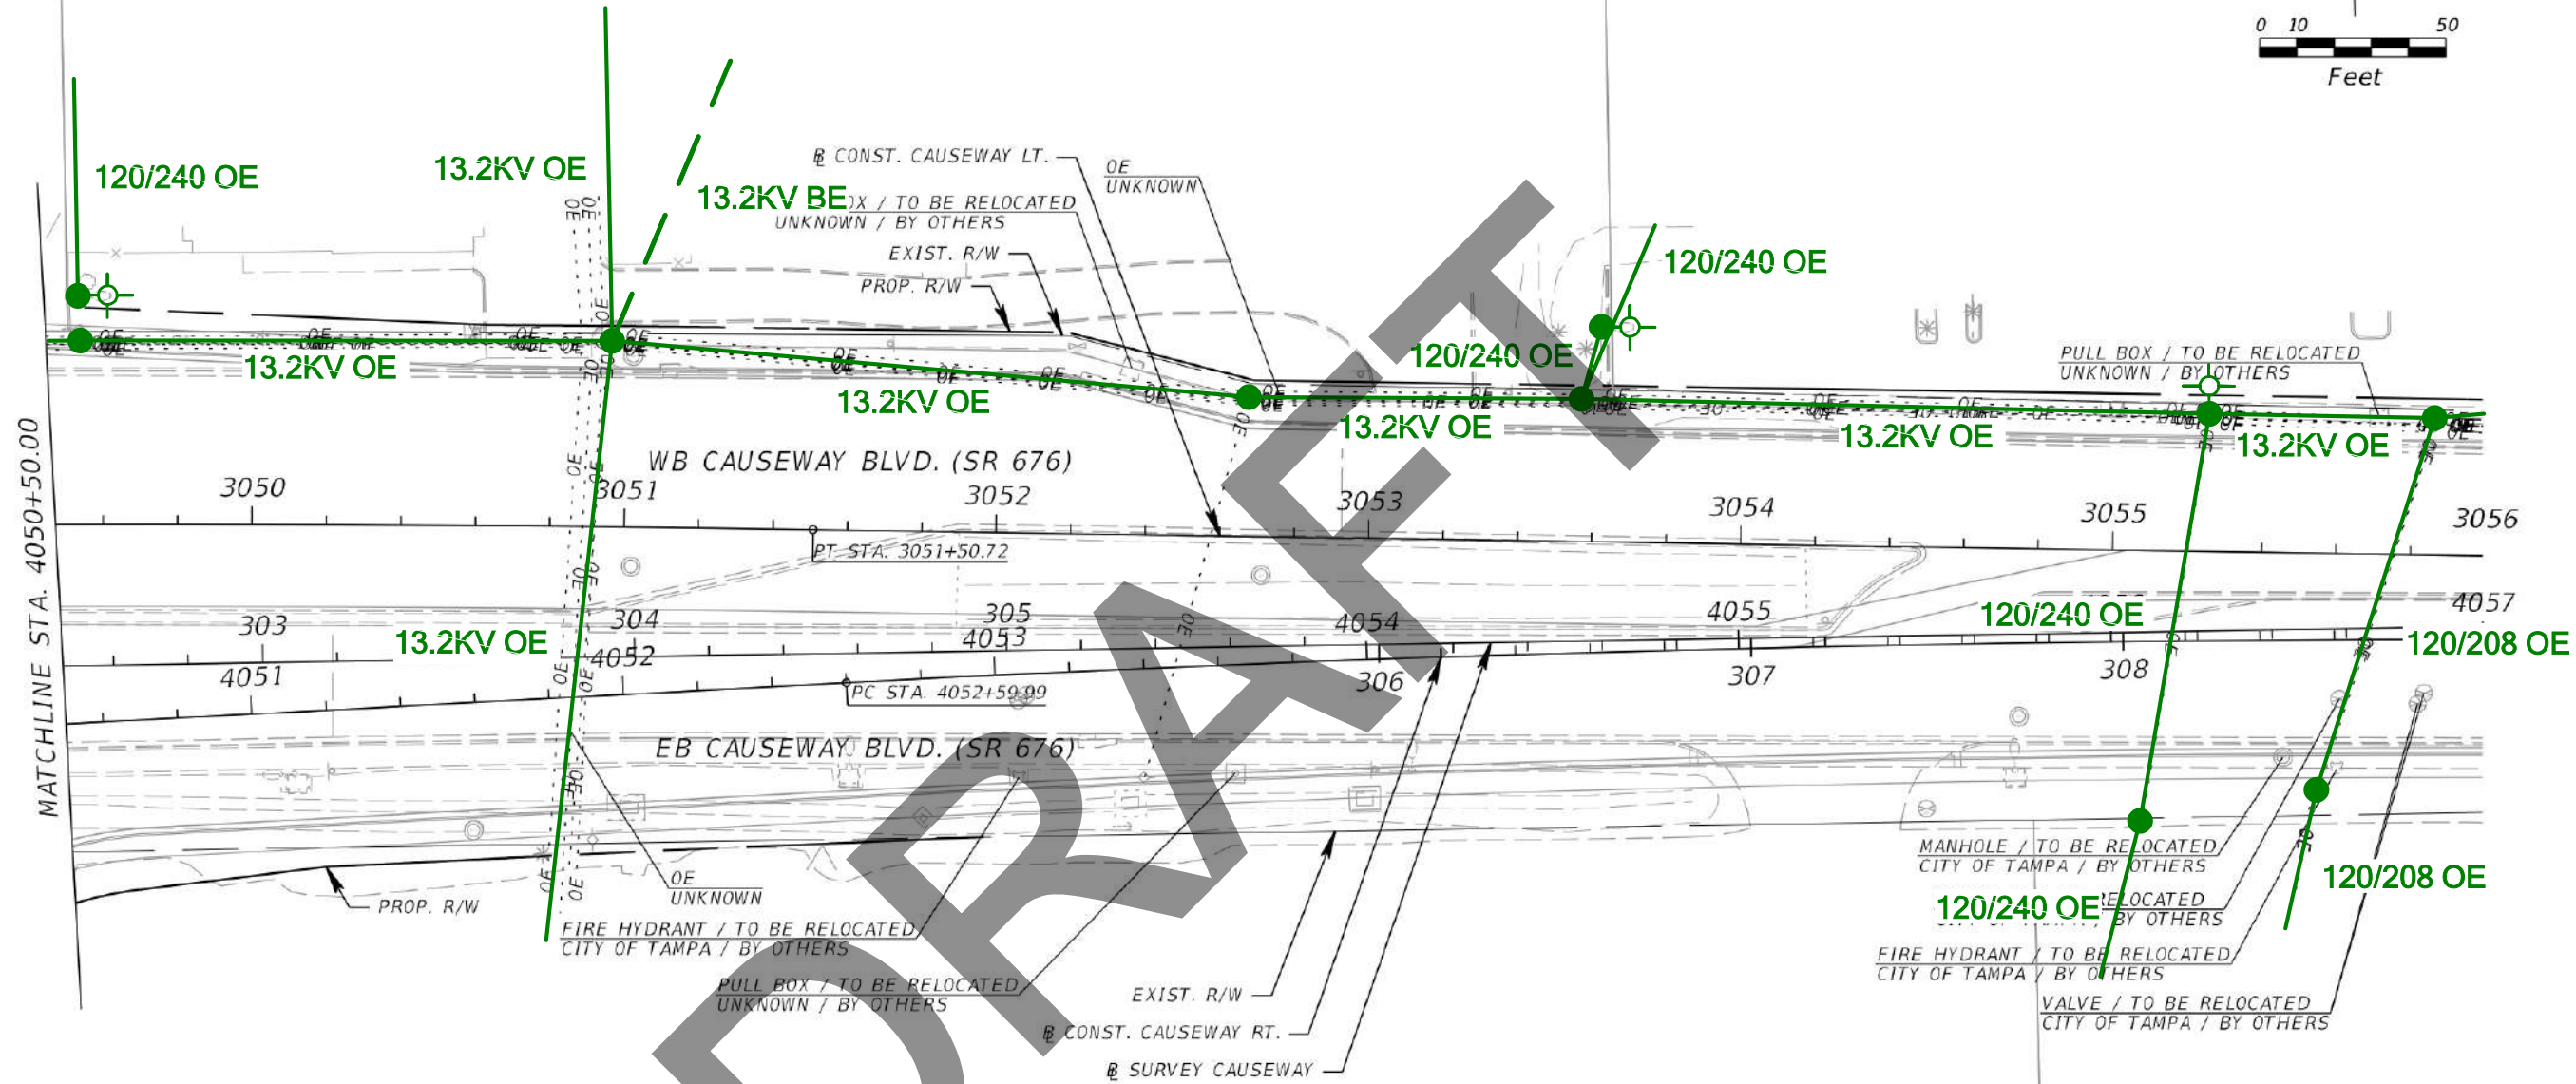 0 10 50
Feet
120/240 OE
13.2KV OE
13.2KV BE
℄ CONST. CAUSEWAY LT.
OE
UNKNOWN
OX / TO BE RELOCATED
UNKNOWN / BY OTHERS
EXIST. R/W
PROP. R/W
120/240 OE
120/240 OE
PULL BOX / TO BE RELOCATED
UNKNOWN / BY OTHERS
13.2KV OE
13.2KV OE
13.2KV OE
13.2KV OE
13.2KV OE
MATCHLINE STA. 4050+50.00
WB CAUSEWAY BLVD. (SR 676)
3050
3051
3052
3053
3054
3055
3056
PT STA. 3051+50.72
303
304
305
306
307
308
4051
4052
4053
4054
4055
4057
13.2KV OE
120/240 OE
120/208 OE
PC STA. 4052+59.99
EB CAUSEWAY BLVD. (SR 676)
PROP. R/W
OE
UNKNOWN
FIRE HYDRANT / TO BE RELOCATED
CITY OF TAMPA / BY OTHERS
PULL BOX / TO BE RELOCATED
UNKNOWN / BY OTHERS
EXIST. R/W
℄ CONST. CAUSEWAY RT.
℄ SURVEY CAUSEWAY
MANHOLE / TO BE RELOCATED
CITY OF TAMPA / BY OTHERS
120/208 OE
120/240 OE
RELOCATED
BY OTHERS
FIRE HYDRANT / TO BE RELOCATED
CITY OF TAMPA / BY OTHERS
VALVE / TO BE RELOCATED
CITY OF TAMPA / BY OTHERS
DRAFT